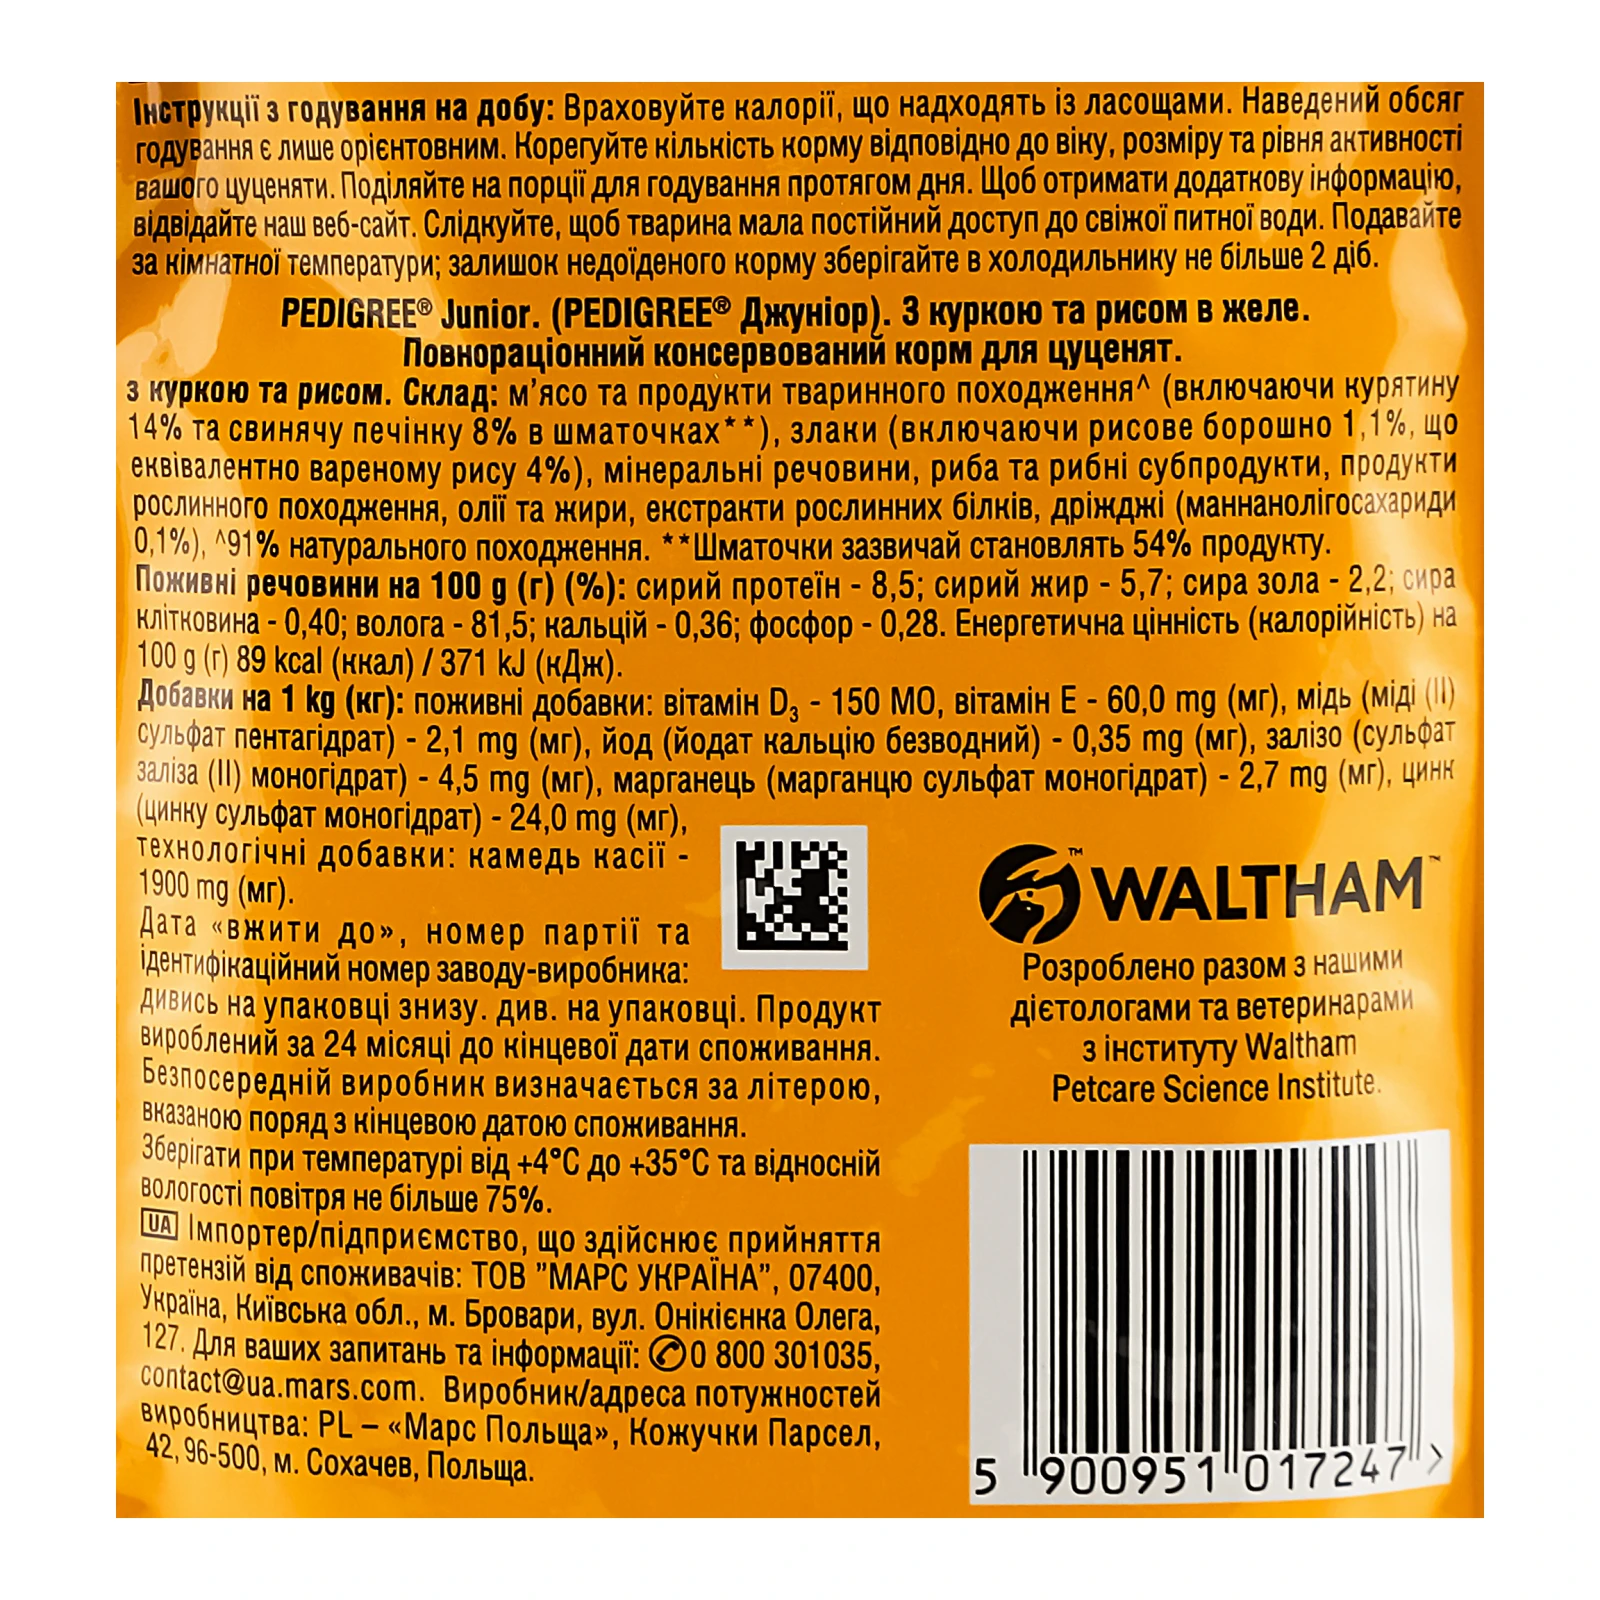 Інструкції з годування на добу: Враховуйте калорії, що надходять із ласощами. Наведений обсяг
годування є лише орієнтовним. Корегуйте кількість корму відповідно до віку, розміру та рівня активності
вашого цуценяти. Поділяйте на порції для годування протягом дня. Щоб отримати додаткову інформацію,
відвідайте наш веб-сайт. Слідкуйте, щоб тварина мала постійний доступ до свіжої питної води. Подавайте
за кімнатної температури; залишок недоїденого корму зберігайте в холодильнику не більше 2 діб.
PEDIGREE® Junior. (PEDIGREE® Джуніор). З куркою та рисом в желе.
Повнораціонний консервований корм для цуценят.
з куркою та рисом. Склад: м’ясо та продукти тваринного походження^ (включаючи курятину
14% та свинячу печінку 8% в шматочках**), злаки (включаючи рисове борошно 1,1%, що
еквівалентно вареному рису 4%), мінеральні речовини, риба та рибні субпродукти, продукти
рослинного походження, олії та жири, екстракти рослинних білків, дріжджі (маннанолігосахариди
0,1%), ^91% натурального походження. **Шматочки зазвичай становлять 54% продукту.
Поживні речовини на 100 g (г) (%): сирий протеїн - 8,5; сирий жир - 5,7; сира зола - 2,2; сира
клітковина - 0,40; волога - 81,5; кальцій - 0,36; фосфор - 0,28. Енергетична цінність (калорійність) на
100 g (г) 89 kcal (ккал) / 371 kJ (кДж).
Добавки на 1 kg (кг): поживні добавки: вітамін D₃ - 150 МО, вітамін Е - 60,0 mg (мг), мідь (міді (II)
сульфат пентагідрат) - 2,1 mg (мг), йод (йодат кальцію безводний) - 0,35 mg (мг), залізо (сульфат
заліза (II) моногідрат) - 4,5 mg (мг), марганець (марганцю сульфат моногідрат) - 2,7 mg (мг), цинк
(цинку сульфат моногідрат) - 24,0 mg (мг),
технологічні добавки: камедь касії -
1900 mg (мг).
Дата «вжити до», номер партії та
ідентифікаційний номер заводу-виробника:
дивись на упаковці знизу. див. на упаковці. Продукт
вироблений за 24 місяці до кінцевої дати споживання.
Безпосередній виробник визначається за літерою,
вказаною поряд з кінцевою датою споживання.
Зберігати при температурі від +4°C до +35°C та відносній
вологості повітря не більше 75%.
UA Імпортер/підприємство, що здійснює прийняття
претензій від споживачів: ТОВ ”МАРС УКРАЇНА”, 07400,
Україна, Київська обл., м. Бровари, вул. Онікієнка Олега,
127. Для ваших запитань та інформації: ✆0 800 301035,
contact@ua.mars.com. Виробник/адреса потужностей
виробництва: PL – «Марс Польща», Кожучки Парсел,
42, 96-500, м. Сохачев, Польща.
™ WALTHAM™
Розроблено разом з нашими
дієтологами та ветеринарами
з інституту Waltham
Petcare Science Institute.
5 900951 017247 >